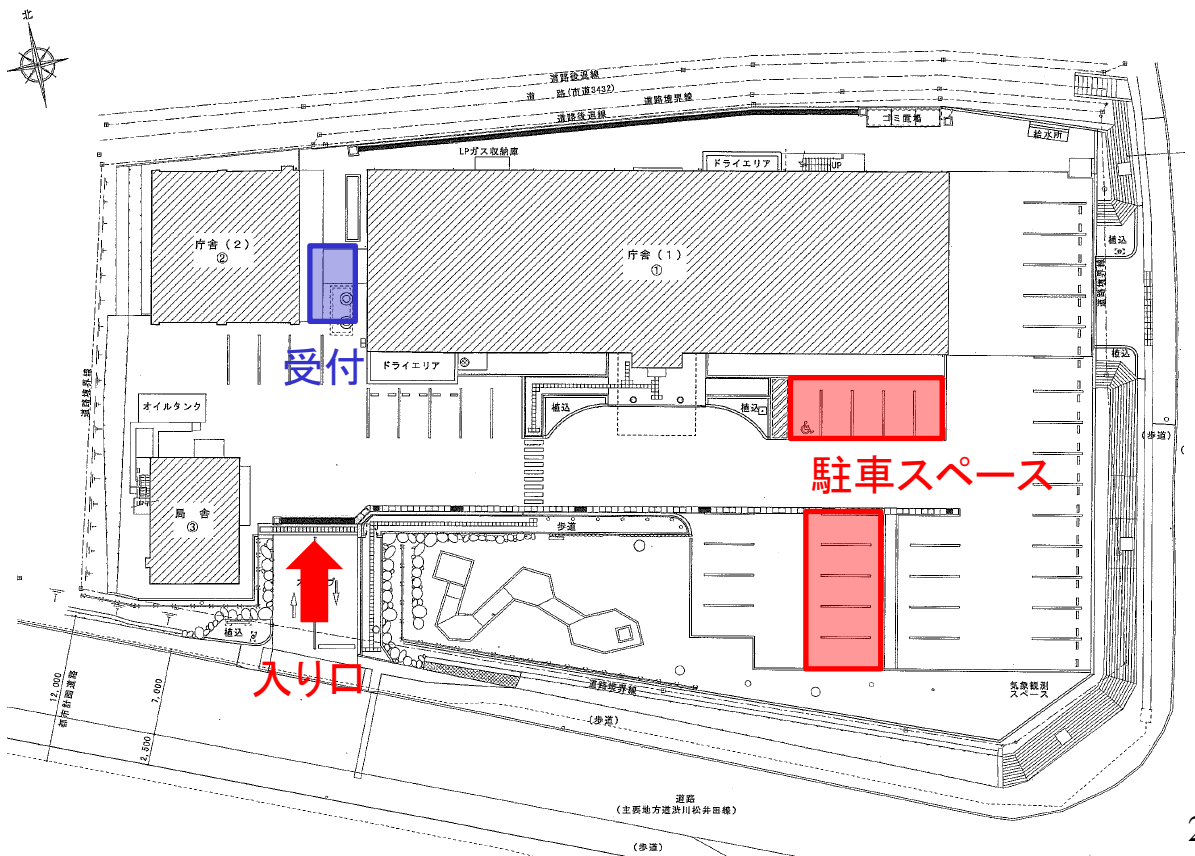 北
道路後退線
道 路(市道3432)
道路境界線
道路後退線
ゴミ置場
給水所
LPガス収納庫
ドライエリア
UP
庁舎(2)
②
庁舎(1)
①
植込
道路境界線
受付
ドライエリア
植込
道路境界線
オイルタンク
植込
植込
(歩道)
駐車スペース
局舎
③
歩道
植込
入り口
道路境界線
気象観測
スペース
12,000
都市計画道路
7,000
2,500
(歩道)
道路
(主要地方道渋川松井田線)
(歩道)
2